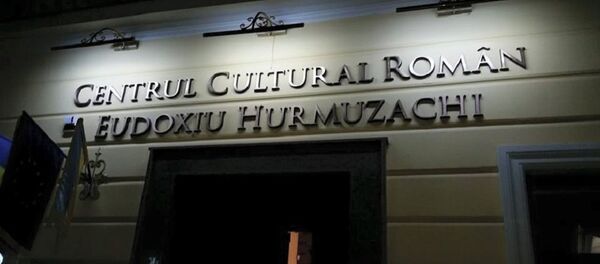 CENTRUL CULTURAL ROMÂN
EUDOXIU HURMUZACHI